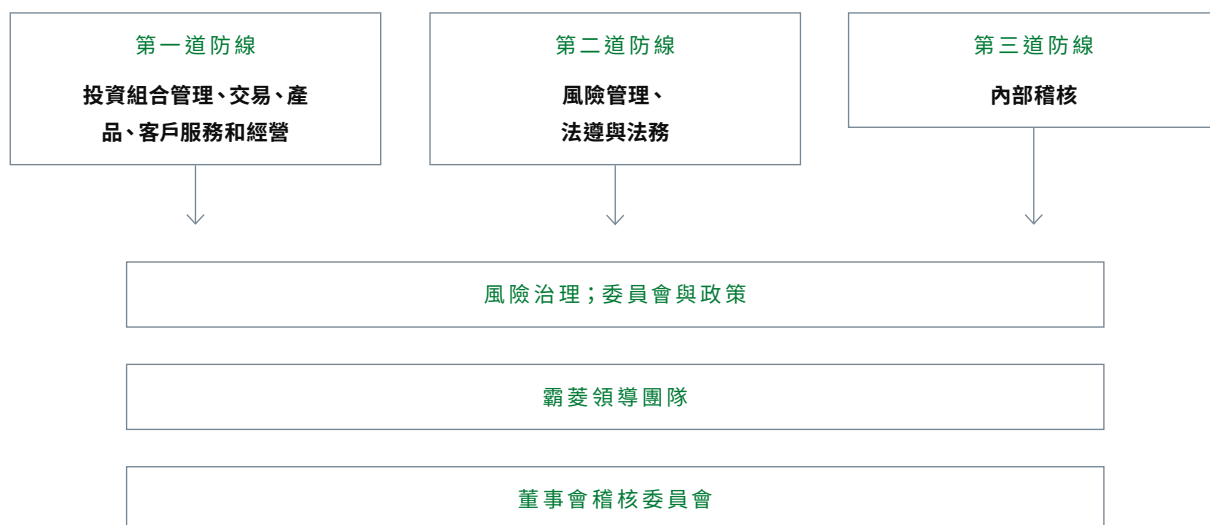 第一道防線
投資組合管理、交易、產
品、客戶服務和經營
第二道防線
風險管理、
法遵與法務
第三道防線
內部稽核
風險治理；委員會與政策
霸菱領導團隊
董事會稽核委員會